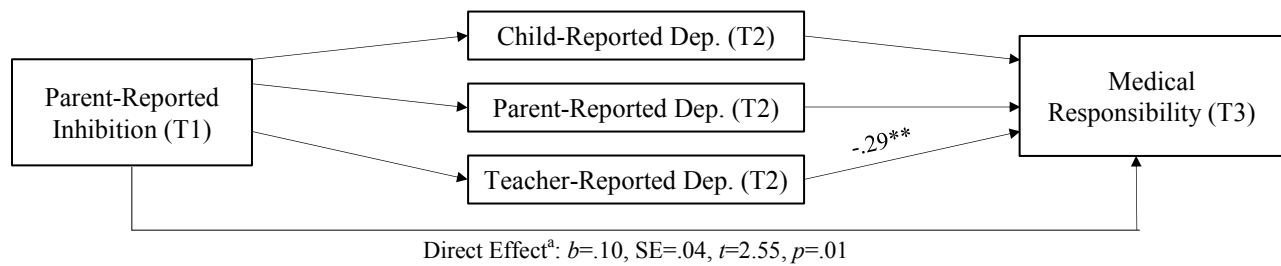 Child-Reported Dep. (T2)
Parent-Reported
Inhibition (T1)
Parent-Reported Dep. (T2)
Medical
Responsibility (T3)
-.29**
Teacher-Reported Dep. (T2)
Direct Effectᵃ: b=.10, SE=.04, t=2.55, p=.01